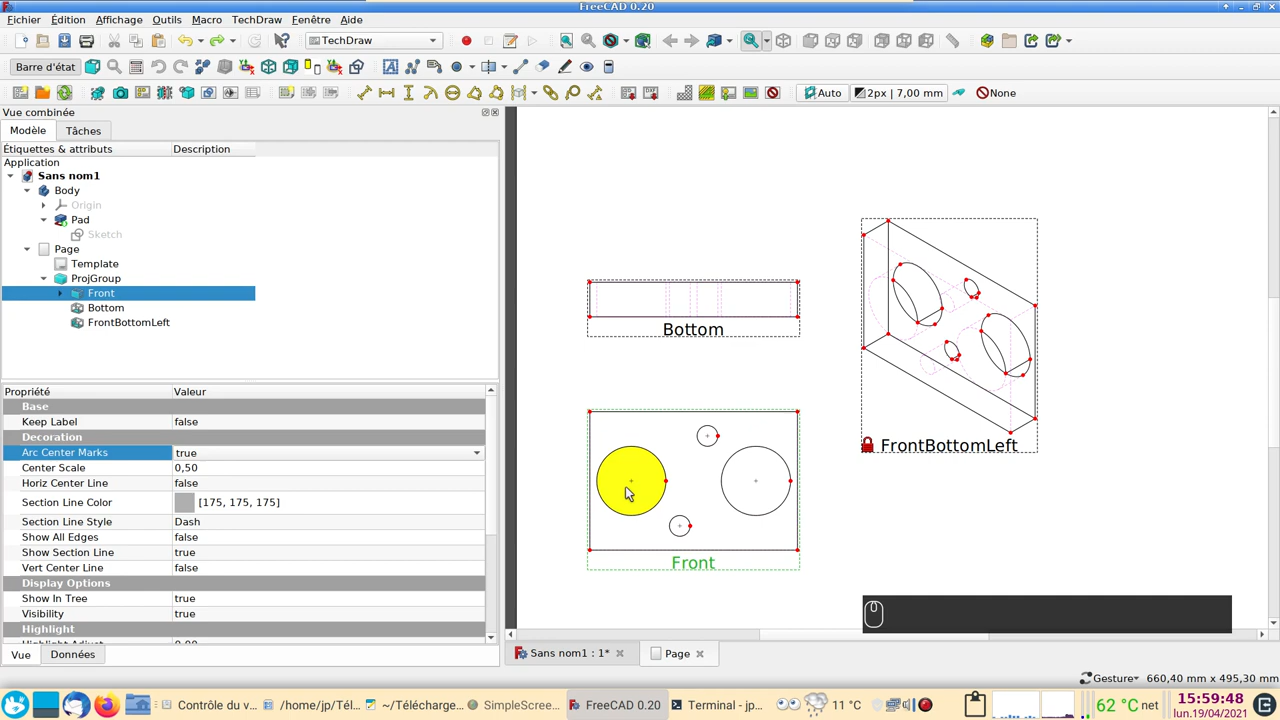 FreeCAD 0.20
Fichier Édition Affichage Outils Macro TechDraw Fenêtre Aide
TechDraw
Barre d'état
Auto 2px | 7,00 mm None
Vue combinée
Modèle Tâches
Étiquettes & attributs Description
Application
Sans nom1
Body
Origin
Pad
Sketch
Page
Template
ProjGroup
Front
Bottom
FrontBottomLeft
Propriété Valeur
Base
Keep Label false
Decoration
Arc Center Marks true
Center Scale 0,50
Horiz Center Line false
Section Line Color [175, 175, 175]
Section Line Style Dash
Show All Edges false
Show Section Line true
Vert Center Line false
Display Options
Show In Tree true
Visibility true
Highlight
Vue Données
Bottom
FrontBottomLeft
Front
Sans nom1 : 1* Page
Gesture 660,40 mm x 495,30 mm
Contrôle du v... /home/jp/Tél... ~/Télécharge... SimpleScree... FreeCAD 0.20 Terminal - jp... 11 °C 62 °C net 15:59:48
lun.19/04/2021